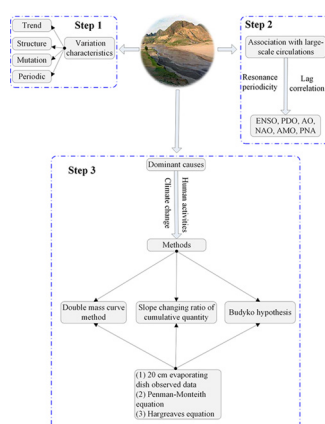 Step 1
Trend
Structure
Mutation
Periodic
Variation
characteristics
Step 2
Association with large-
scale circulations
Resonance
periodicity
Lag
correlation
ENSO, PDO, AO,
NAO, AMO, PNA
Step 3
Dominant causes
Climate change
Human activities
Methods
Double mass curve
method
Slope changing ratio of
cumulative quantity
Budyko hypothesis
(1) 20 cm evaporating
dish observed data
(2) Penman-Monteith
equation
(3) Hargreaves equation